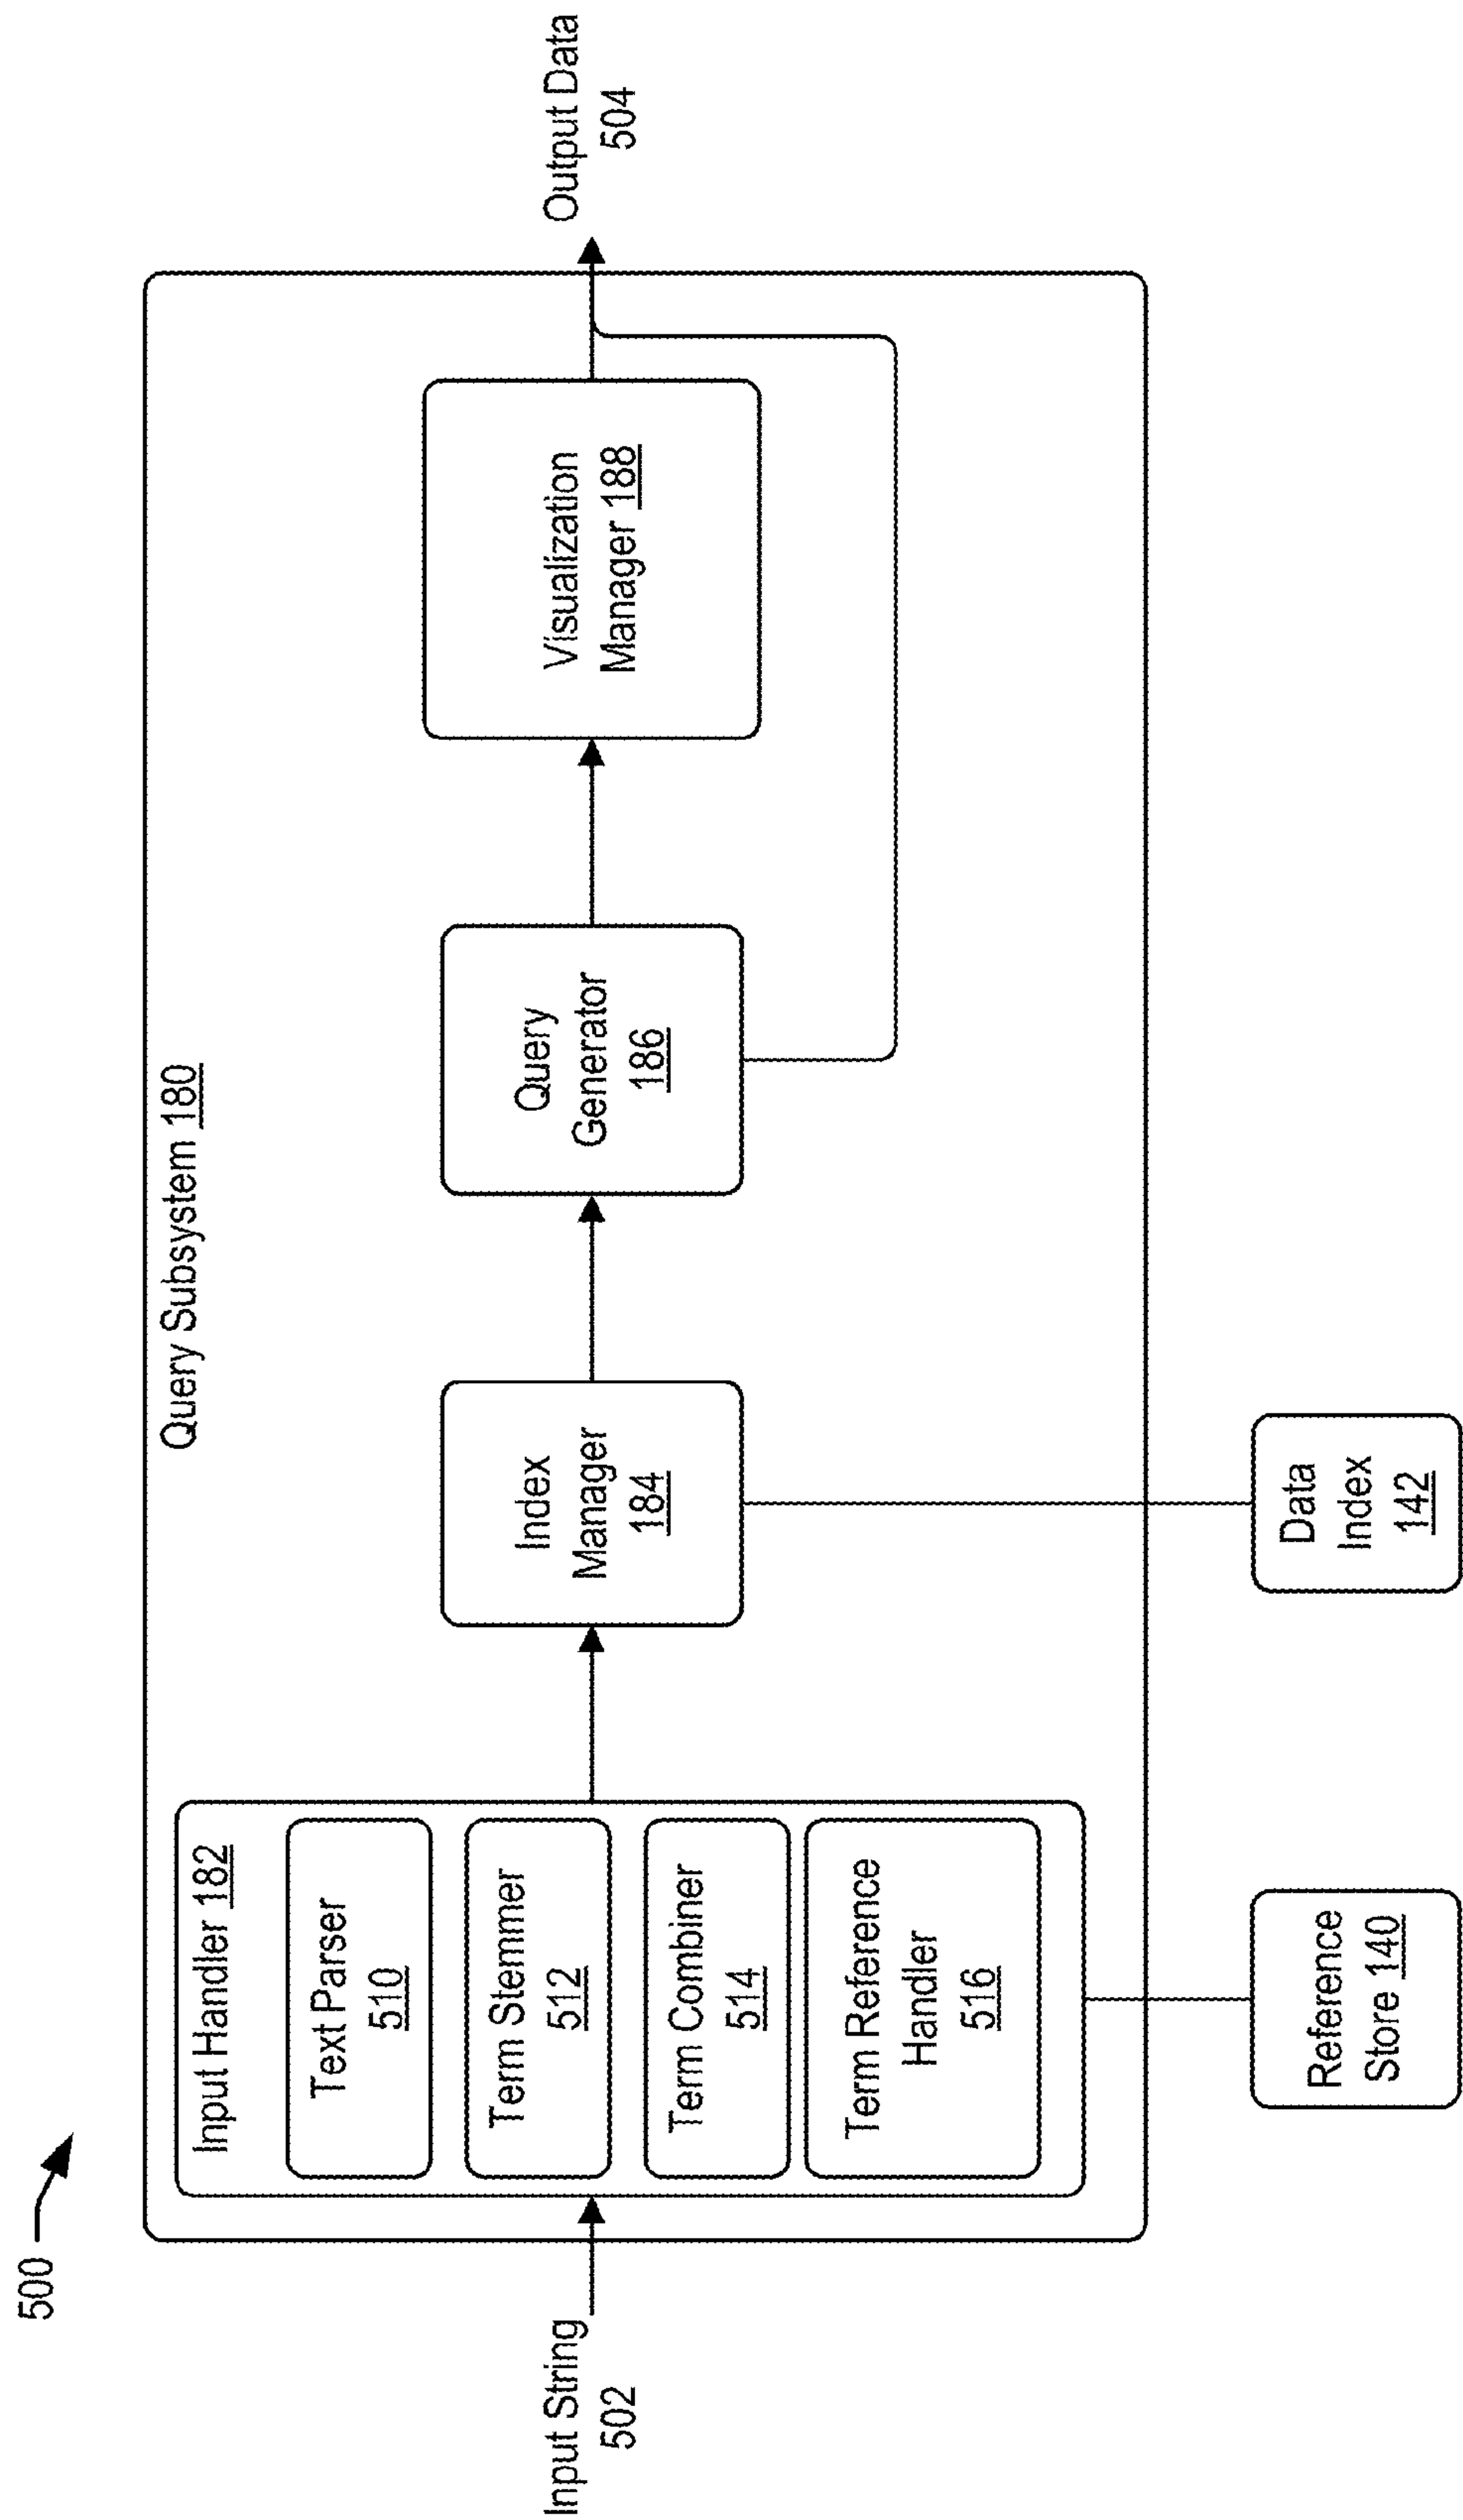 500
Query Subsystem 180
Input String
502
Input Handler 182
Text Parser
510
Term Stemmer
512
Term Combiner
514
Term Reference
Handler
516
Index
Manager
184
Query
Generator
186
Visualization
Manager 188
Output Data
504
Reference
Store 140
Data
Index
142